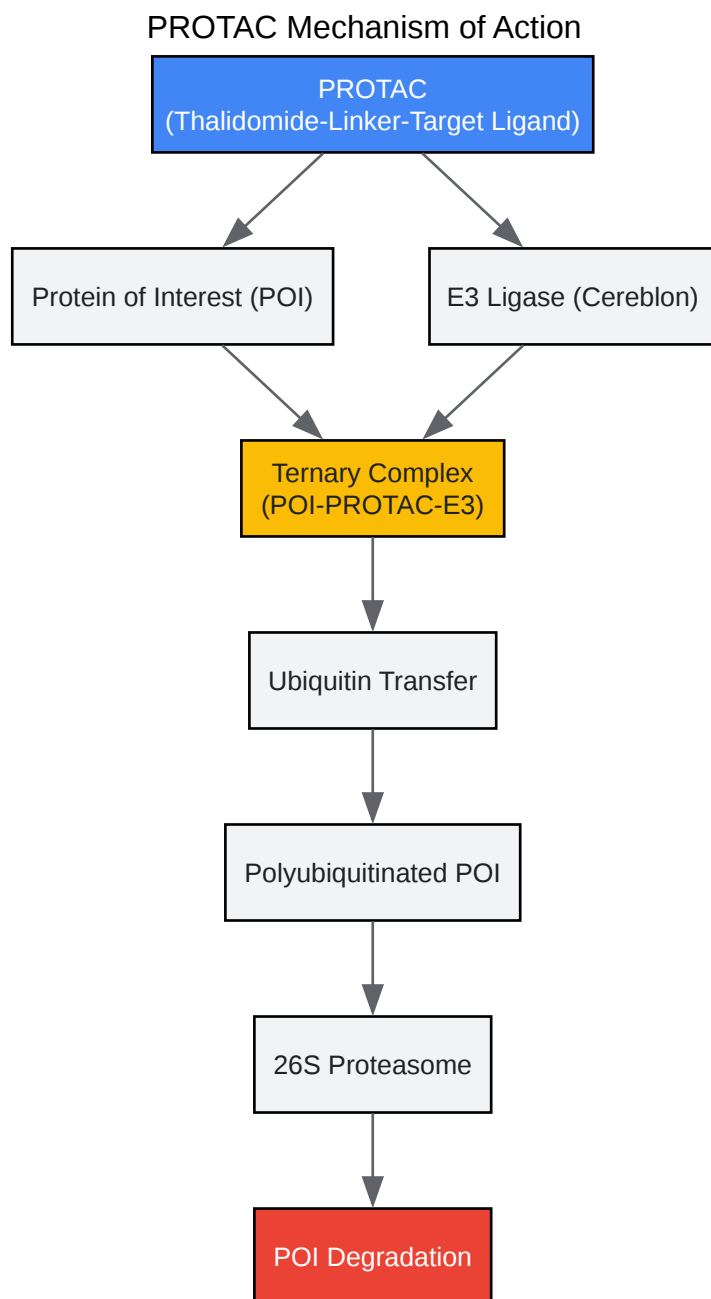 PROTAC Mechanism of Action
PROTAC
(Thalidomide-Linker-Target Ligand)
Protein of Interest (POI)
E3 Ligase (Cereblon)
Ternary Complex
(POI-PROTAC-E3)
Ubiquitin Transfer
Polyubiquitinated POI
26S Proteasome
POI Degradation